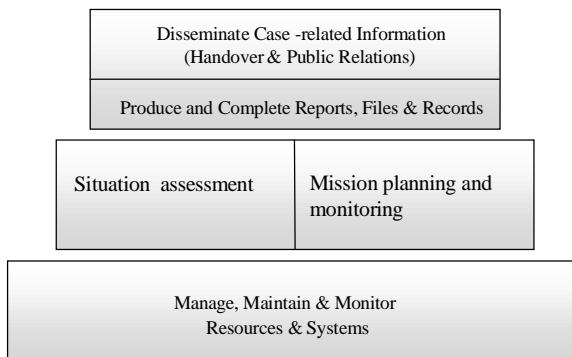 Disseminate Case -related Information
(Handover & Public Relations)
Produce and Complete Reports, Files & Records
Situation assessment
Mission planning and
monitoring
Manage, Maintain & Monitor
Resources & Systems